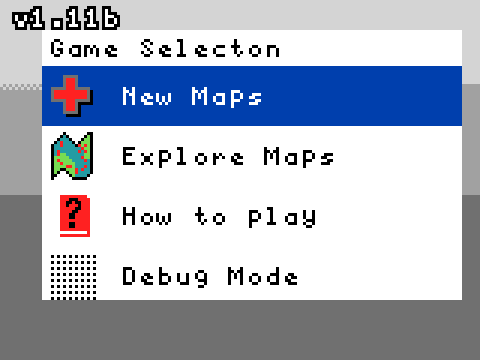 v1.11b
Game Selecton
New Maps
Explore Maps
?
How to play
Debug Mode